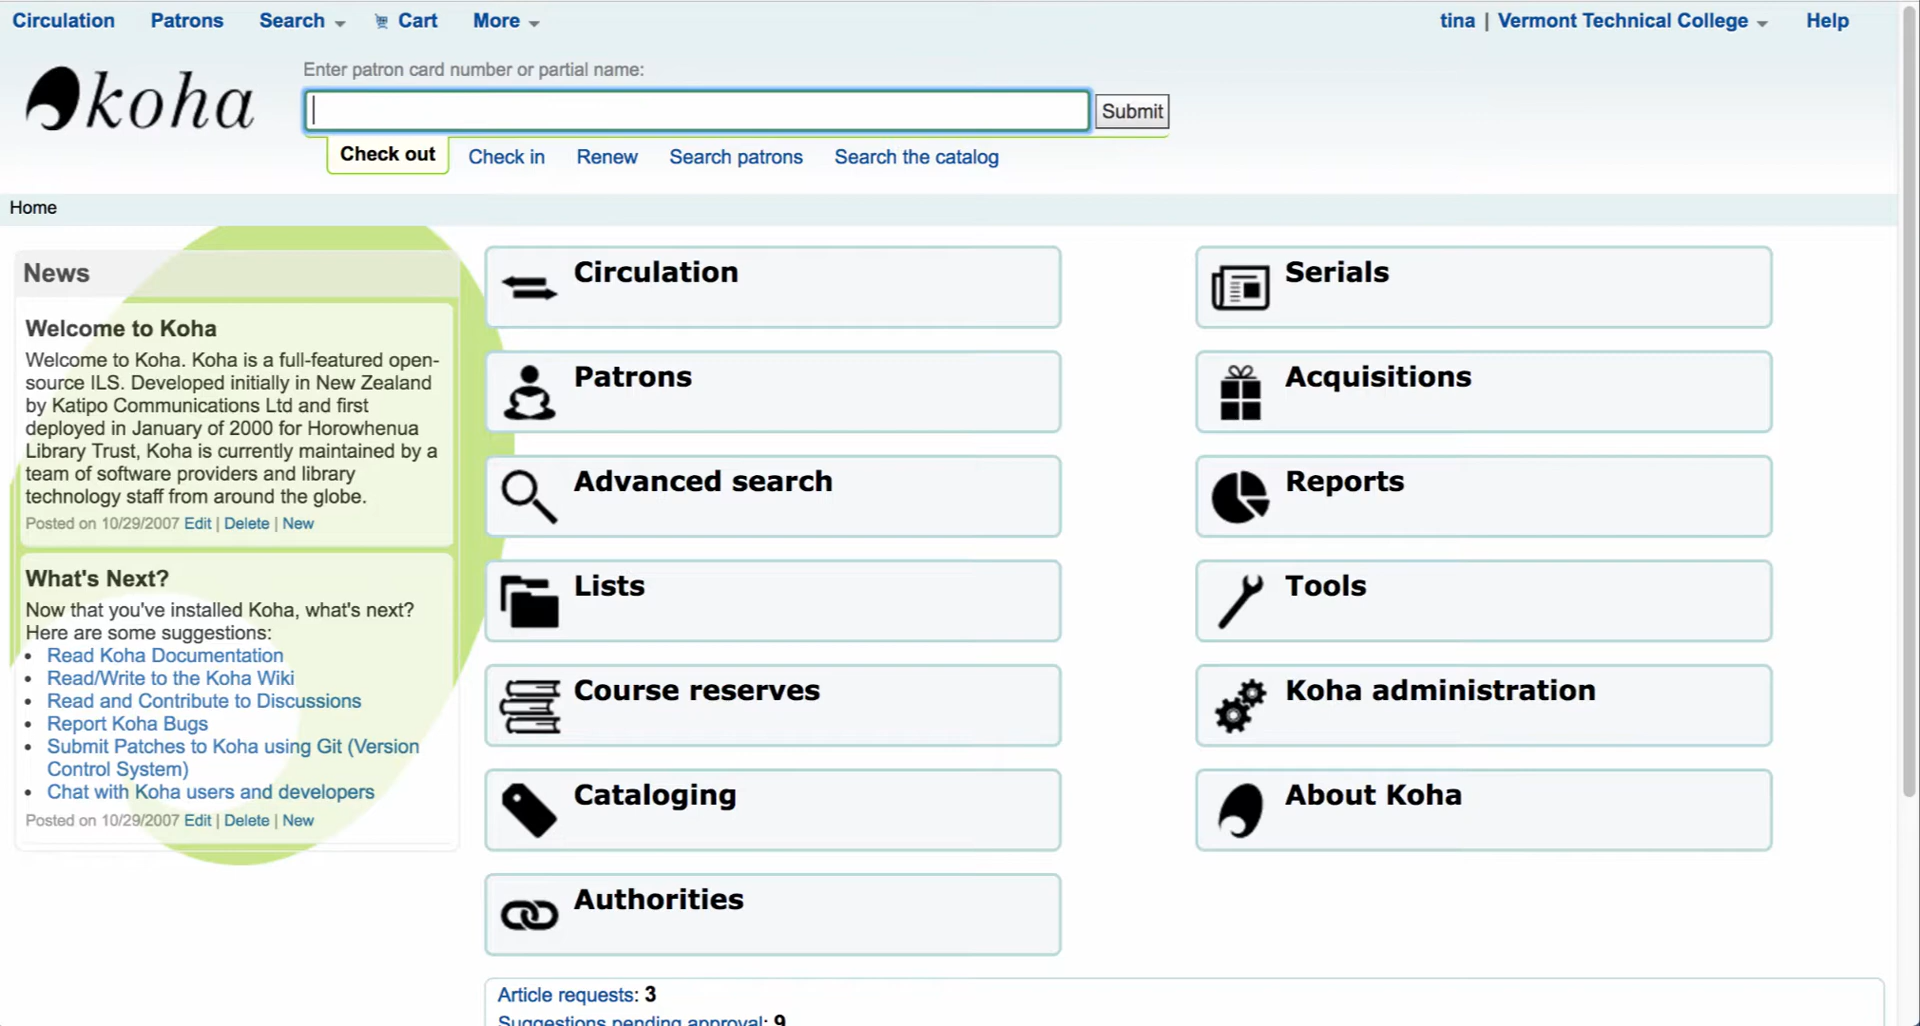 Circulation Patrons Search Cart More tina | Vermont Technical College Help
koha
Enter patron card number or partial name:
Submit
Check out Check in Renew Search patrons Search the catalog
Home
News
Welcome to Koha
Welcome to Koha. Koha is a full-featured open-
source ILS. Developed initially in New Zealand
by Katipo Communications Ltd and first
deployed in January of 2000 for Horowhenua
Library Trust, Koha is currently maintained by a
team of software providers and library
technology staff from around the globe.
Posted on 10/29/2007 Edit | Delete | New
What's Next?
Now that you've installed Koha, what's next?
Here are some suggestions:
• Read Koha Documentation
• Read/Write to the Koha Wiki
• Read and Contribute to Discussions
• Report Koha Bugs
• Submit Patches to Koha using Git (Version
Control System)
• Chat with Koha users and developers
Posted on 10/29/2007 Edit | Delete | New
Circulation
Patrons
Advanced search
Lists
Course reserves
Cataloging
Authorities
Serials
Acquisitions
Reports
Tools
Koha administration
About Koha
Article requests: 3
Suggestions pending approval: 9